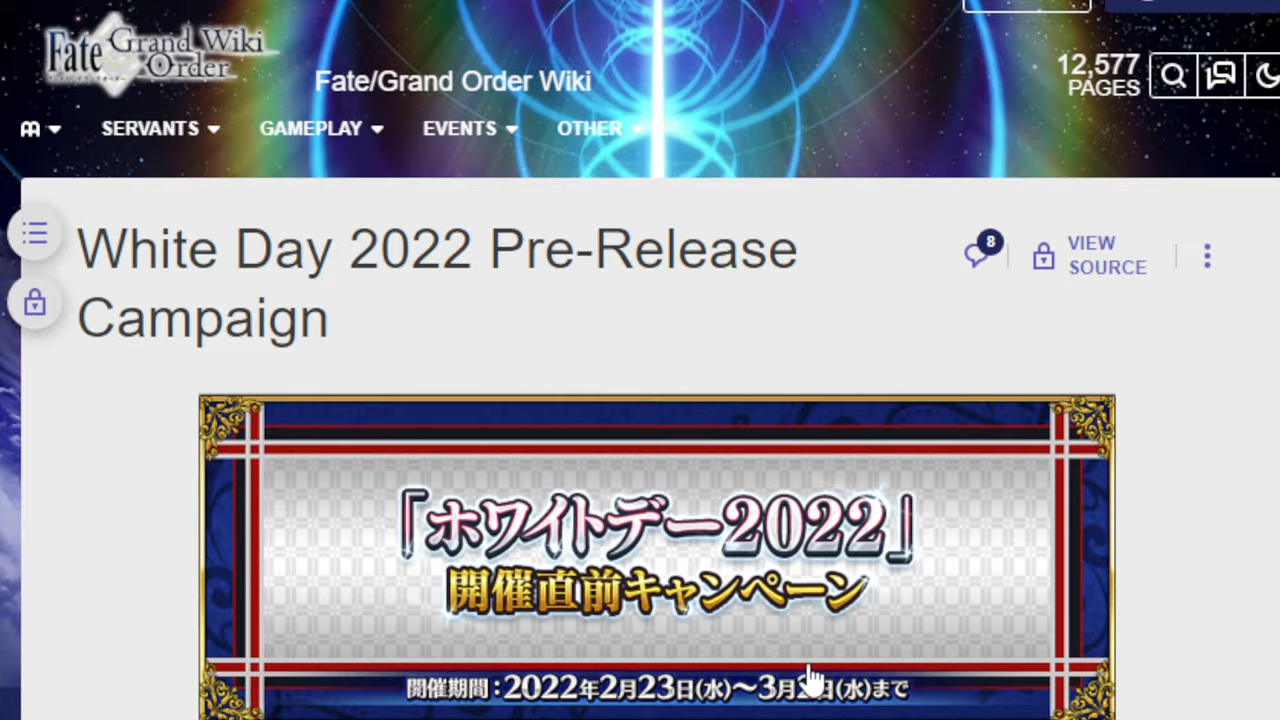 Fate Grand Wiki
Order
Fate/Grand Order Wiki
12,577
PAGES
SERVANTS
GAMEPLAY
EVENTS
OTHER
White Day 2022 Pre-Release
Campaign
8
VIEW
SOURCE
「ホワイトデー2022」
開催直前キャンペーン
開催期間：2022年2月23日(水)～3月日(水)まで